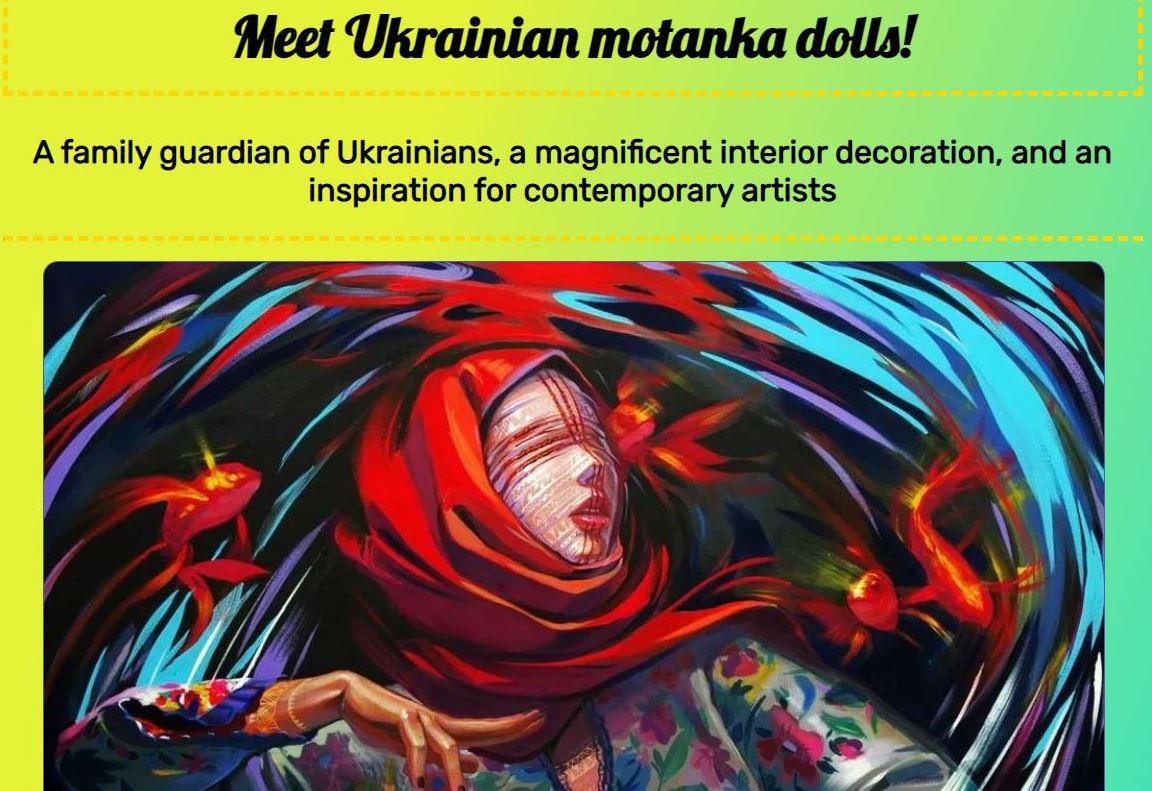 Meet Ukrainian motanka dolls!
A family guardian of Ukrainians, a magnificent interior decoration, and an
inspiration for contemporary artists